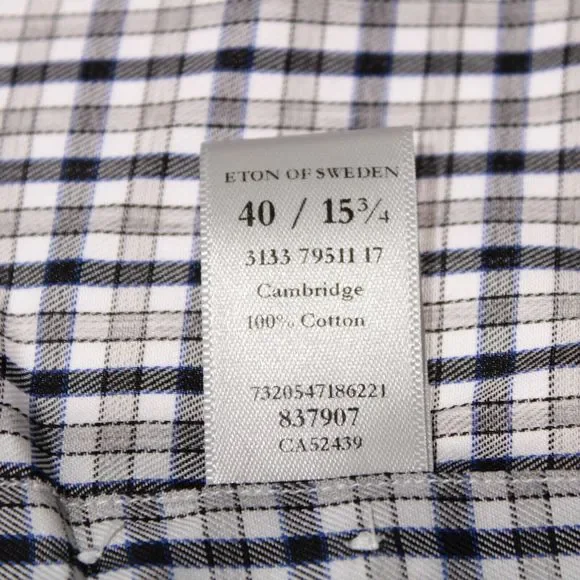 ETON OF SWEDEN
40 / 15¾
3133 79511 17
Cambridge
100% Cotton
7320547186221
837907
CA52439